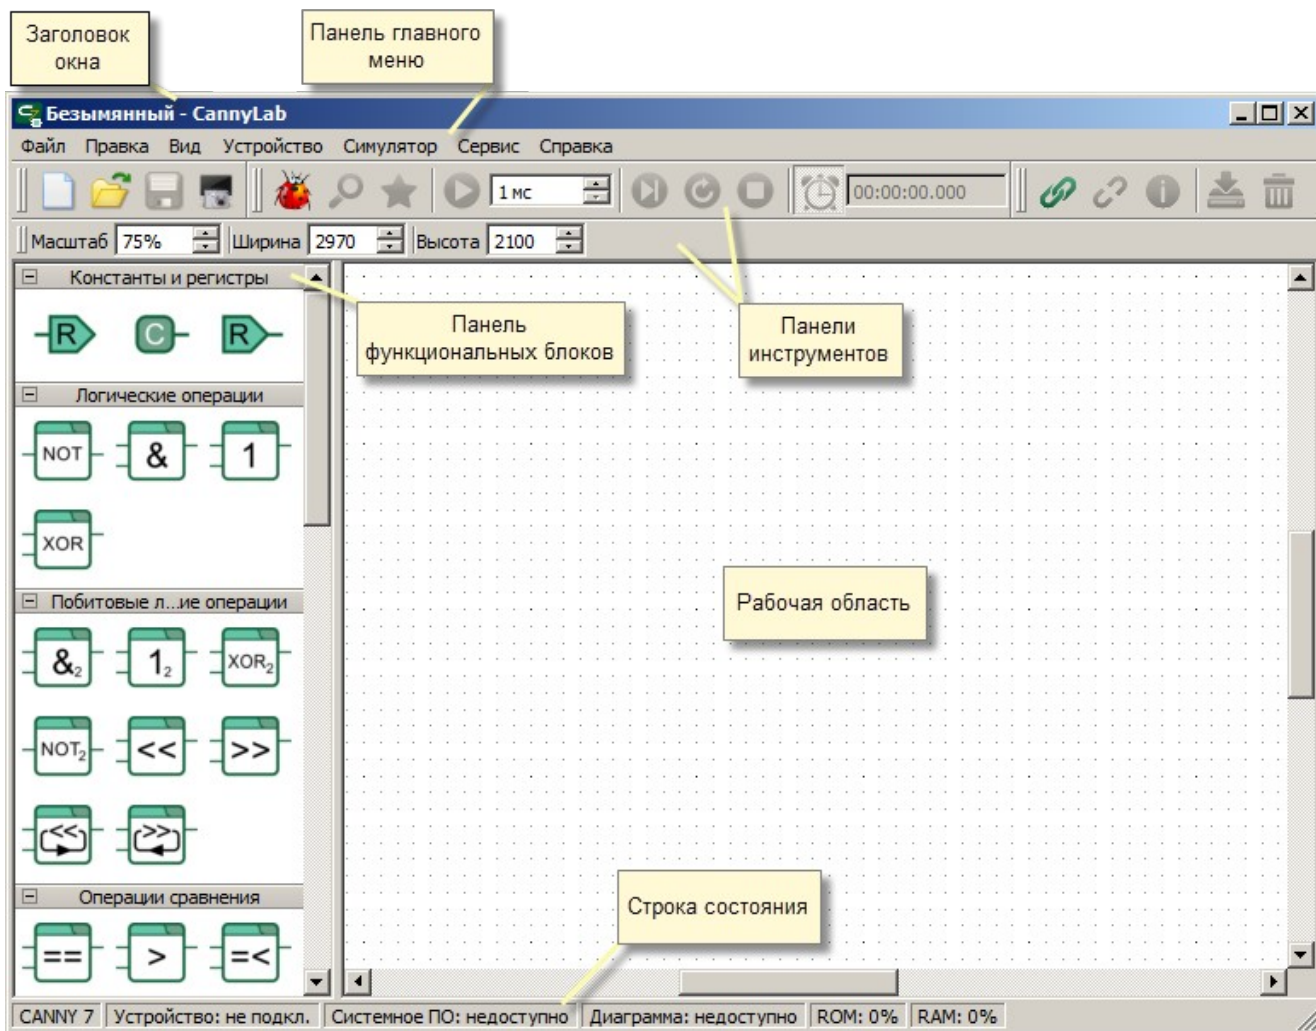 Заголовок
окна
Панель главного
меню
Безымянный - CannyLab
Файл Правка Вид Устройство Симулятор Сервис Справка
1 мс
00:00:00.000
Масштаб 75% Ширина 2970 Высота 2100
Константы и регистры
R C R
Панель
функциональных блоков
Панели
инструментов
Логические операции
NOT & 1
XOR
Рабочая область
Побитовые л...ие операции
&2 12 XOR2
NOT2 << >>
<< >>
Операции сравнения
== > =<
Строка состояния
CANNY 7 Устройство: не подкл. Системное ПО: недоступно Диаграмма: недоступно ROM: 0% RAM: 0%